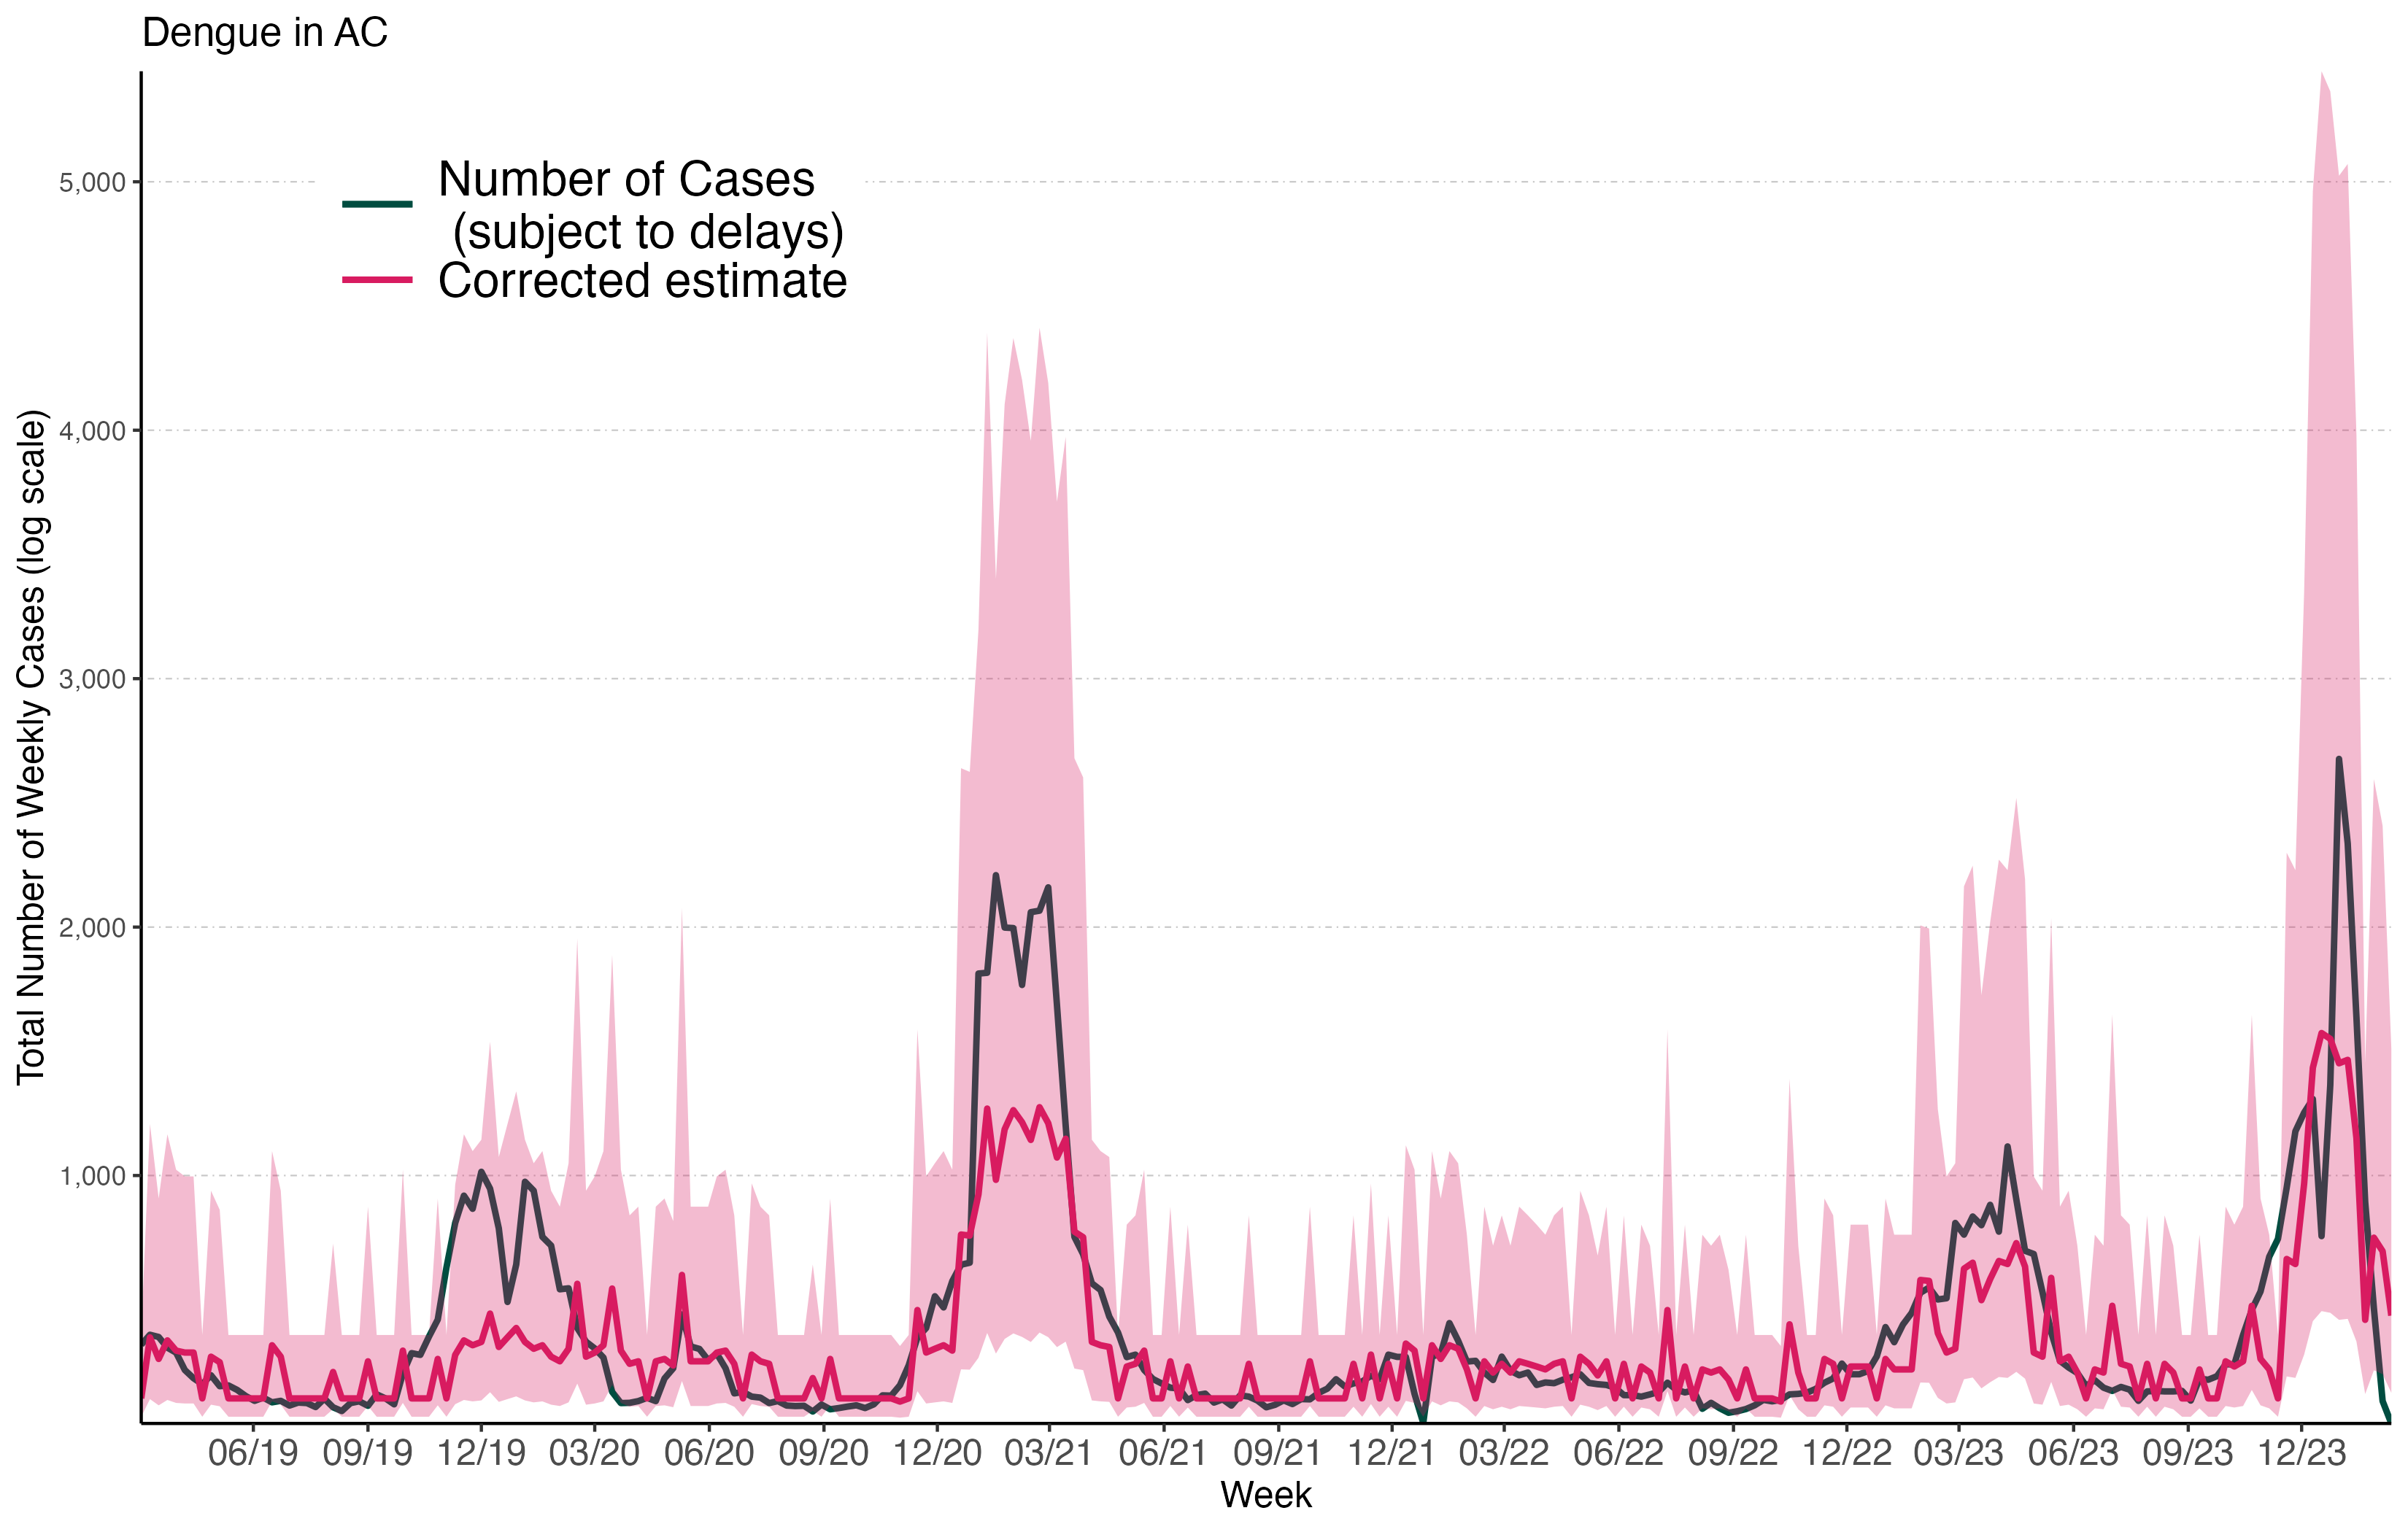 Dengue in AC
Number of Cases
(subject to delays)
Corrected estimate
Total Number of Weekly Cases (log scale)
5,000
4,000
3,000
2,000
1,000
06/19 09/19 12/19 03/20 06/20 09/20 12/20 03/21 06/21 09/21 12/21 03/22 06/22 09/22 12/22 03/23 06/23 09/23 12/23
Week